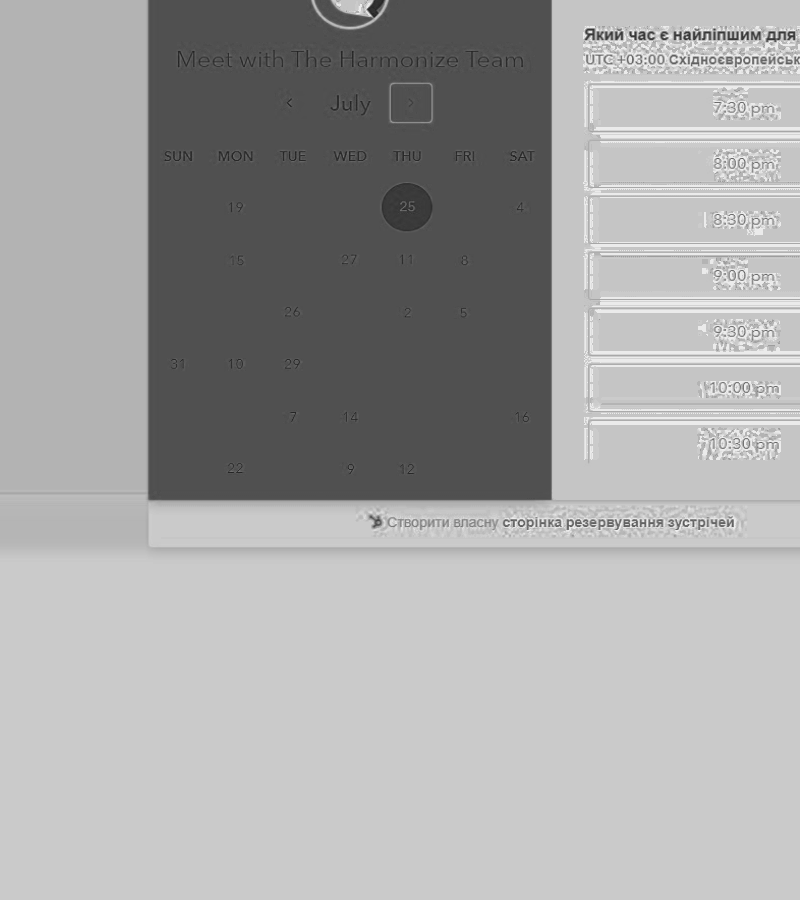 Meet with The Harmonize Team
< July >
SUN MON TUE WED THU FRI SAT
19 25 4
15 27 11 8
26 2 5
31 10 29
7 14 16
22 9 12
Який час є найліпшим для
UTC +03:00 Східноєвропейськ
7:30 pm
8:00 pm
8:30 pm
9:00 pm
9:30 pm
10:00 pm
10:30 pm
Створити власну сторінка резервування зустрічей